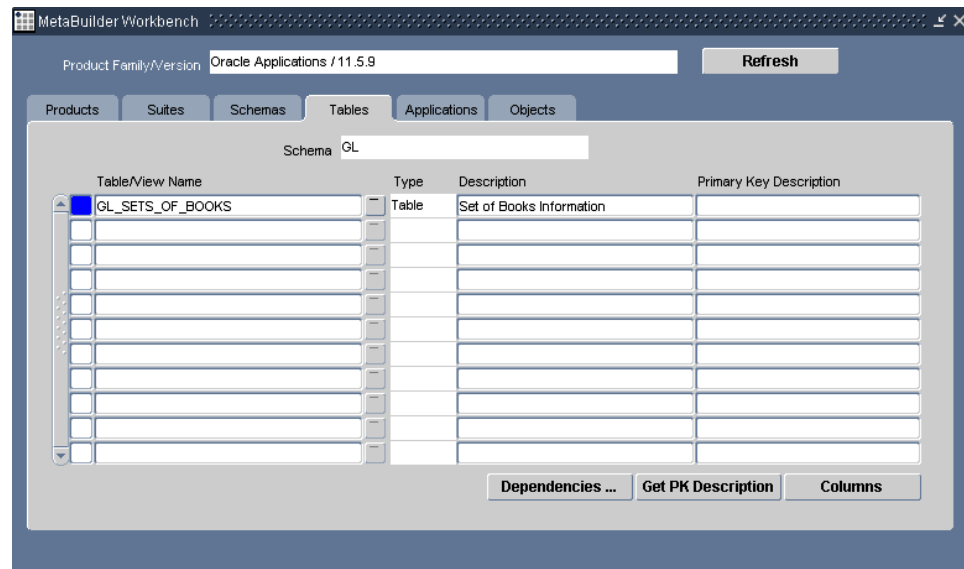 MetaBuilder Workbench
Product Family/Version Oracle Applications / 11.5.9 Refresh
Products Suites Schemas Tables Applications Objects
Schema GL
Table/View Name Type Description Primary Key Description
GL_SETS_OF_BOOKS Table Set of Books Information
Dependencies ... Get PK Description Columns